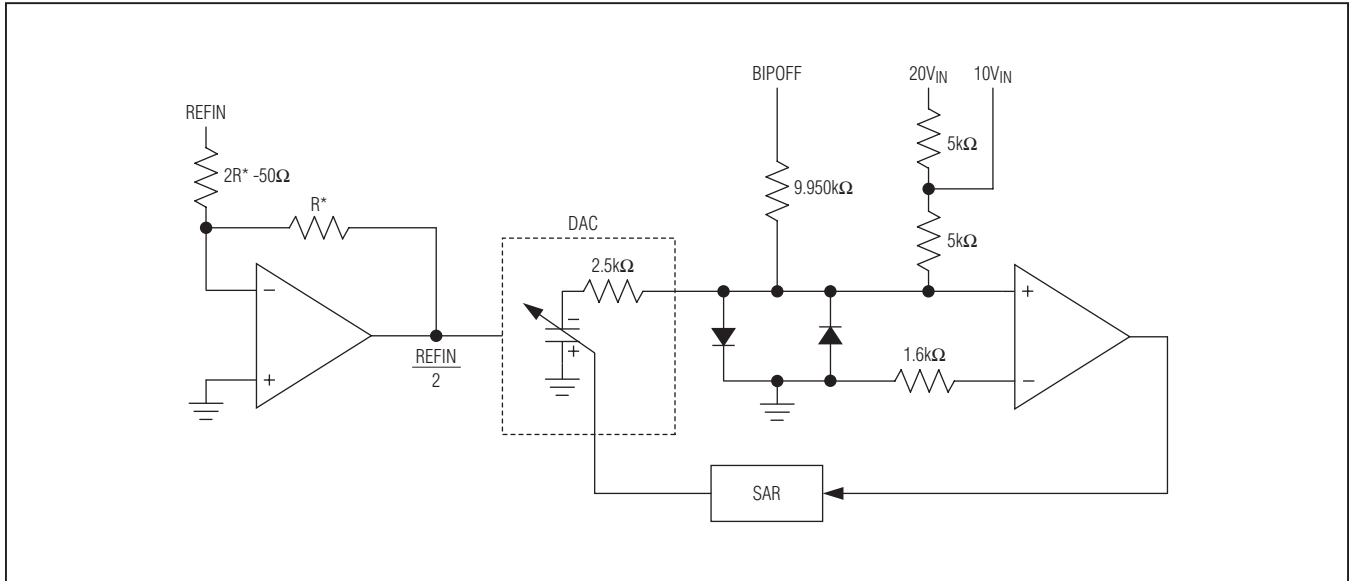 REFIN
2R* -50Ω
R*
−
+
REFIN
2
DAC
2.5kΩ
−
+
BIPOFF
9.950kΩ
20VIN 10VIN
5kΩ
5kΩ
1.6kΩ
+
−
SAR